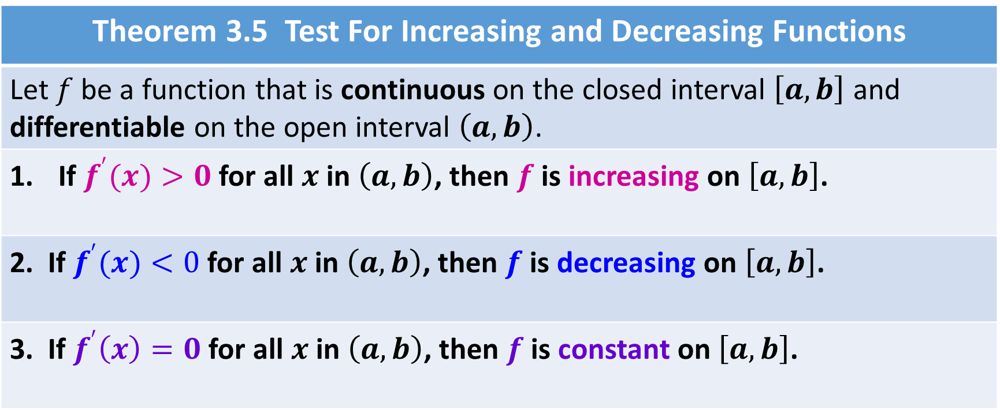 Theorem 3.5  Test For Increasing and Decreasing Functions
Let f be a function that is continuous on the closed interval [a, b] and
differentiable on the open interval (a, b).
1.   If f′(x) > 0 for all x in (a, b), then f is increasing on [a, b].
2.  If f′(x) < 0 for all x in (a, b), then f is decreasing on [a, b].
3.  If f′(x) = 0 for all x in (a, b), then f is constant on [a, b].